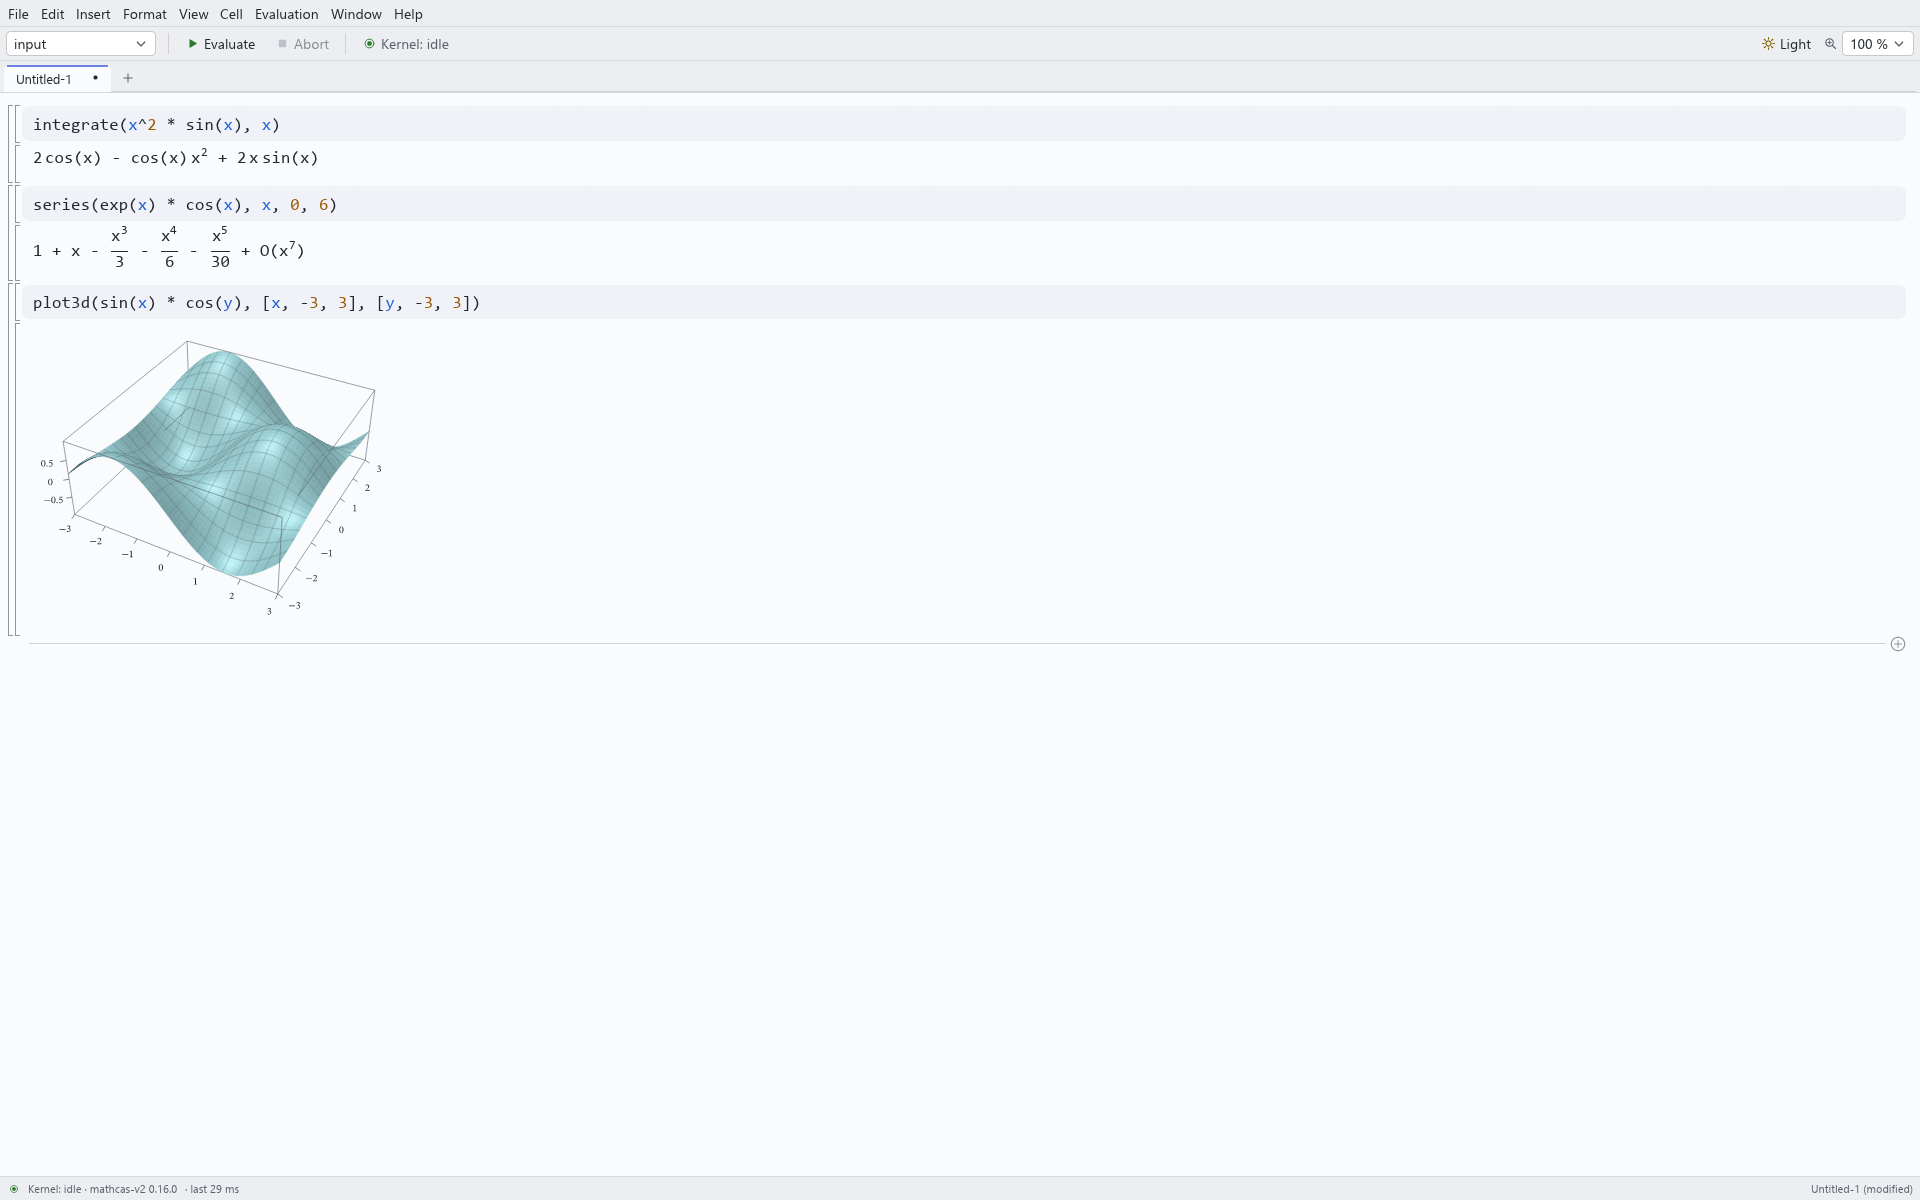 File Edit Insert Format View Cell Evaluation Window Help
input Evaluate Abort Kernel: idle Light 100 %
Untitled-1 • +
integrate(x^2 * sin(x), x)
2 cos(x) - cos(x) x² + 2 x sin(x)
series(exp(x) * cos(x), x, 0, 6)
1 + x - x³/3 - x⁴/6 - x⁵/30 + O(x⁷)
plot3d(sin(x) * cos(y), [x, -3, 3], [y, -3, 3])
0.5
0
−0.5
−3
−2
−1
0
1
2
3
−3
−2
−1
0
1
2
3
Kernel: idle · mathcas-v2 0.16.0 · last 29 ms
Untitled-1 (modified)